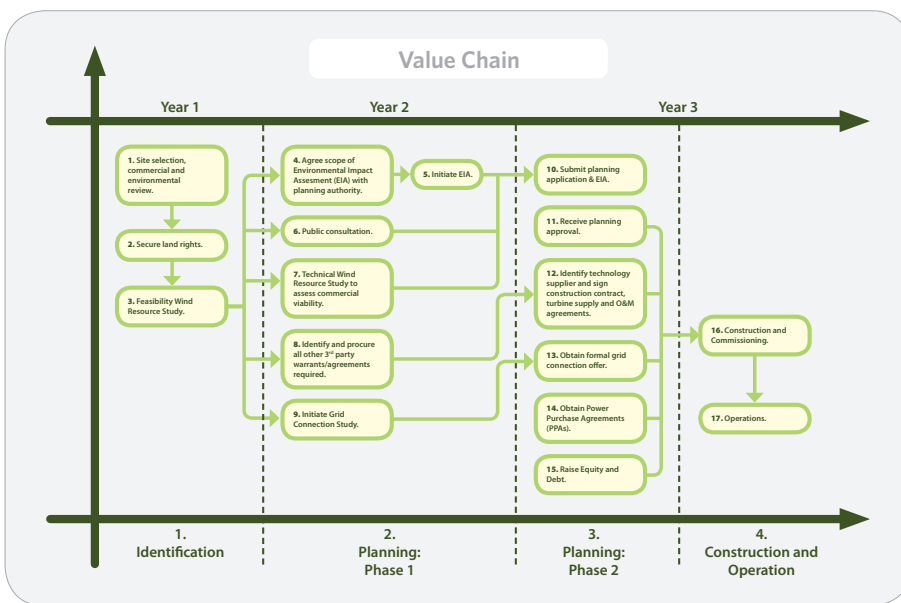 Value Chain
Year 1
Year 2
Year 3
1. Site selection,
commercial and
environmental
review.
2. Secure land rights.
3. Feasibility Wind
Resource Study.
4. Agree scope of
Environmental Impact
Assesment (EIA) with
planning authority.
5. Initiate EIA.
6. Public consultation.
7. Technical Wind
Resource Study to
assess commercial
viability.
8. Identify and procure
all other 3rd party
warrants/agreements
required.
9. Initiate Grid
Connection Study.
10. Submit planning
application & EIA.
11. Receive planning
approval.
12. Identify technology
supplier and sign
construction contract,
turbine supply and O&M
agreements.
13. Obtain formal grid
connection offer.
14. Obtain Power
Purchase Agreements
(PPAs).
15. Raise Equity and
Debt.
16. Construction and
Commissioning.
17. Operations.
1.
Identification
2.
Planning:
Phase 1
3.
Planning:
Phase 2
4.
Construction and
Operation